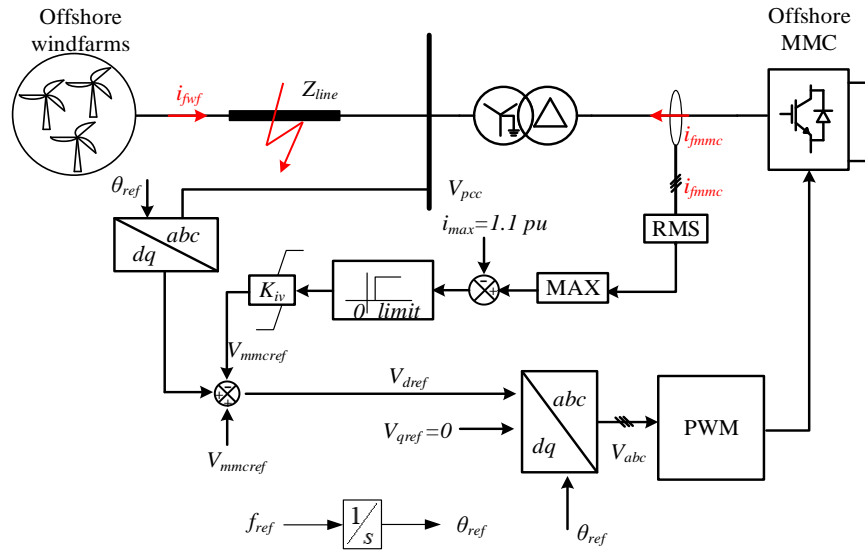 Offshore
windfarms
Offshore
MMC
i_fwf
Z_line
i_fmmc
θ_ref
V_pcc
i_fmmc
i_max=1.1 pu
RMS
abc
dq
MAX
K_iv
0 limit
V_mmcref
V_dref
abc
V_qref=0
dq
V_abc
PWM
V_mmcref
f_ref
1/s
θ_ref
θ_ref